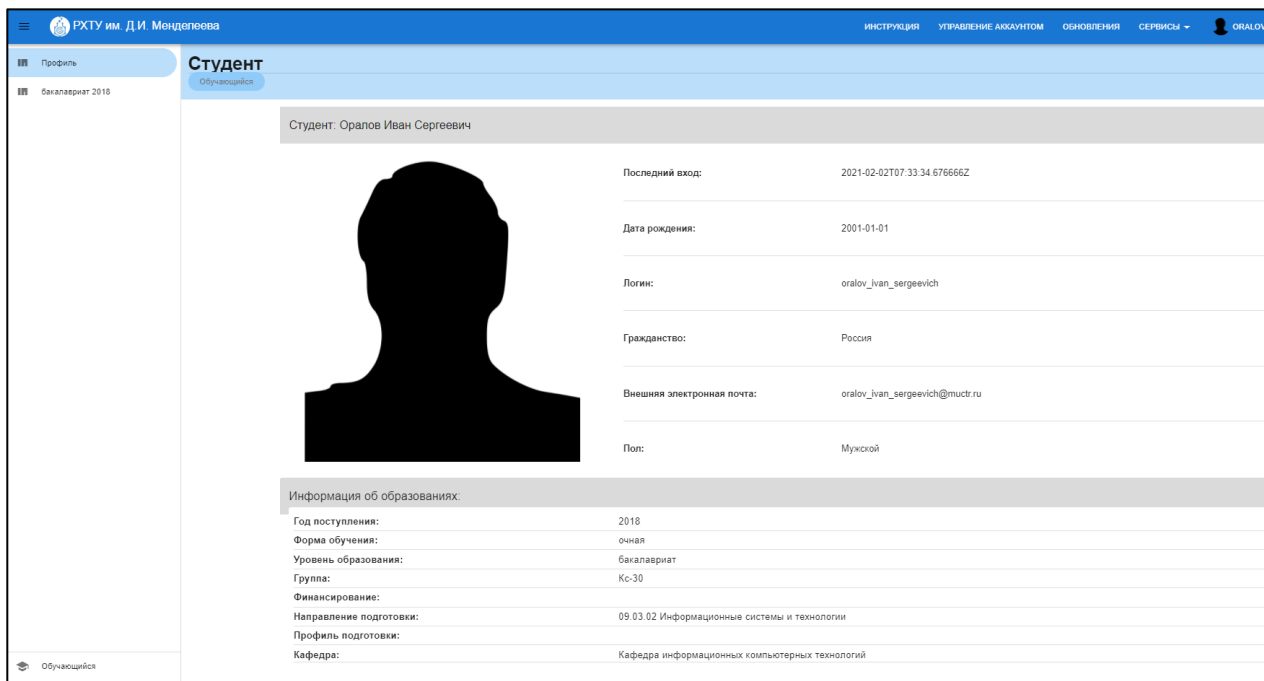 РХТУ им. Д.И. Менделеева
ИНСТРУКЦИЯ УПРАВЛЕНИЕ АККАУНТОМ ОБНОВЛЕНИЯ СЕРВИСЫ ORALOV
Профиль
бакалавриат 2018
Студент
Обучающийся
Студент: Оралов Иван Сергеевич
Последний вход: 2021-02-02T07:33:34.676666Z
Дата рождения: 2001-01-01
Логин: oralov_ivan_sergeevich
Гражданство: Россия
Внешняя электронная почта: oralov_ivan_sergeevich@muctr.ru
Пол: Мужской
Информация об образованиях:
Год поступления: 2018
Форма обучения: очная
Уровень образования: бакалавриат
Группа: Кс-30
Финансирование:
Направление подготовки: 09.03.02 Информационные системы и технологии
Профиль подготовки:
Кафедра: Кафедра информационных компьютерных технологий
Обучающийся